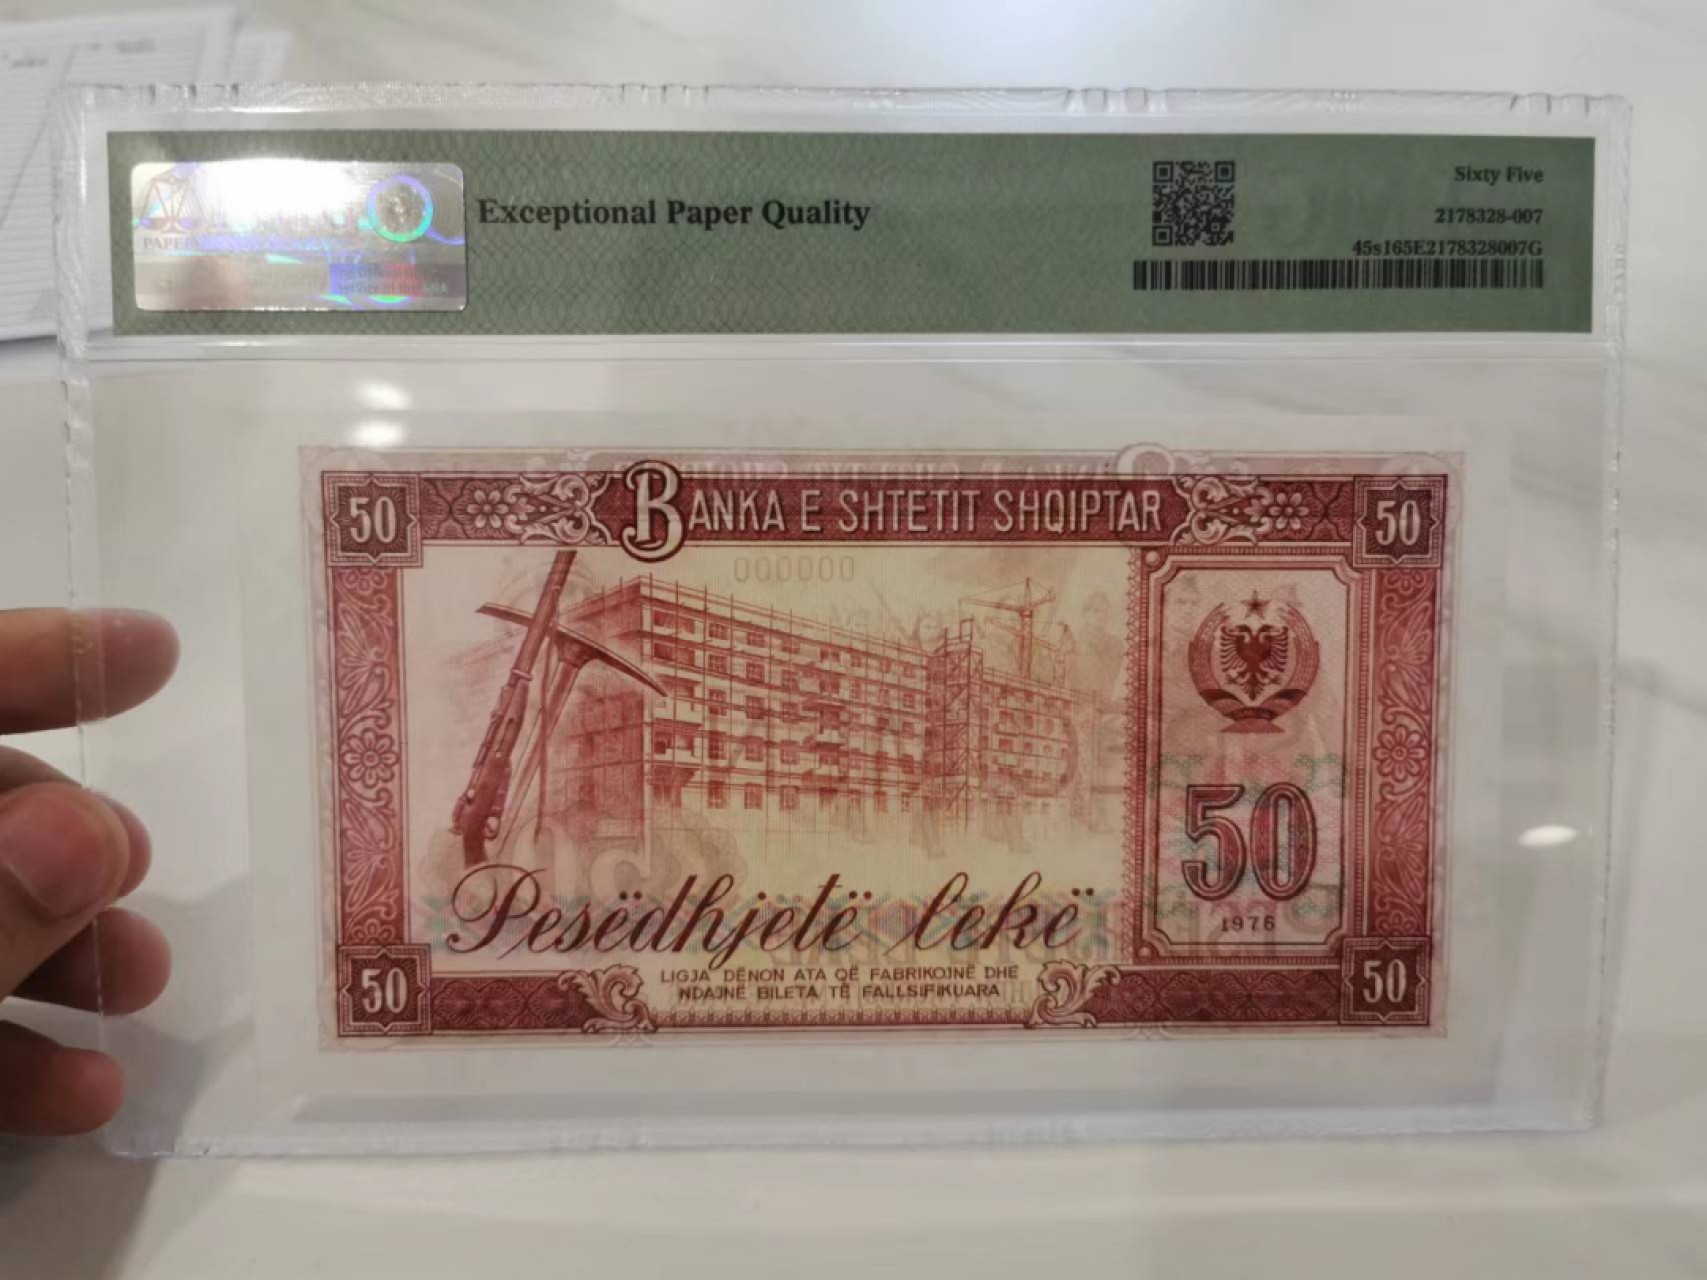 Sixty Five
Exceptional Paper Quality
2178328-007
45s165E2178328007G
PAPER
50
BANKA E SHTETIT SHQIPTAR
50
000000
50
1976
Pesëdhjetë lekë
LIGJA DËNON ATA QË FABRIKOJNË DHE
NDAJNË BILETA TË FALLSIFIKUARA
50
50